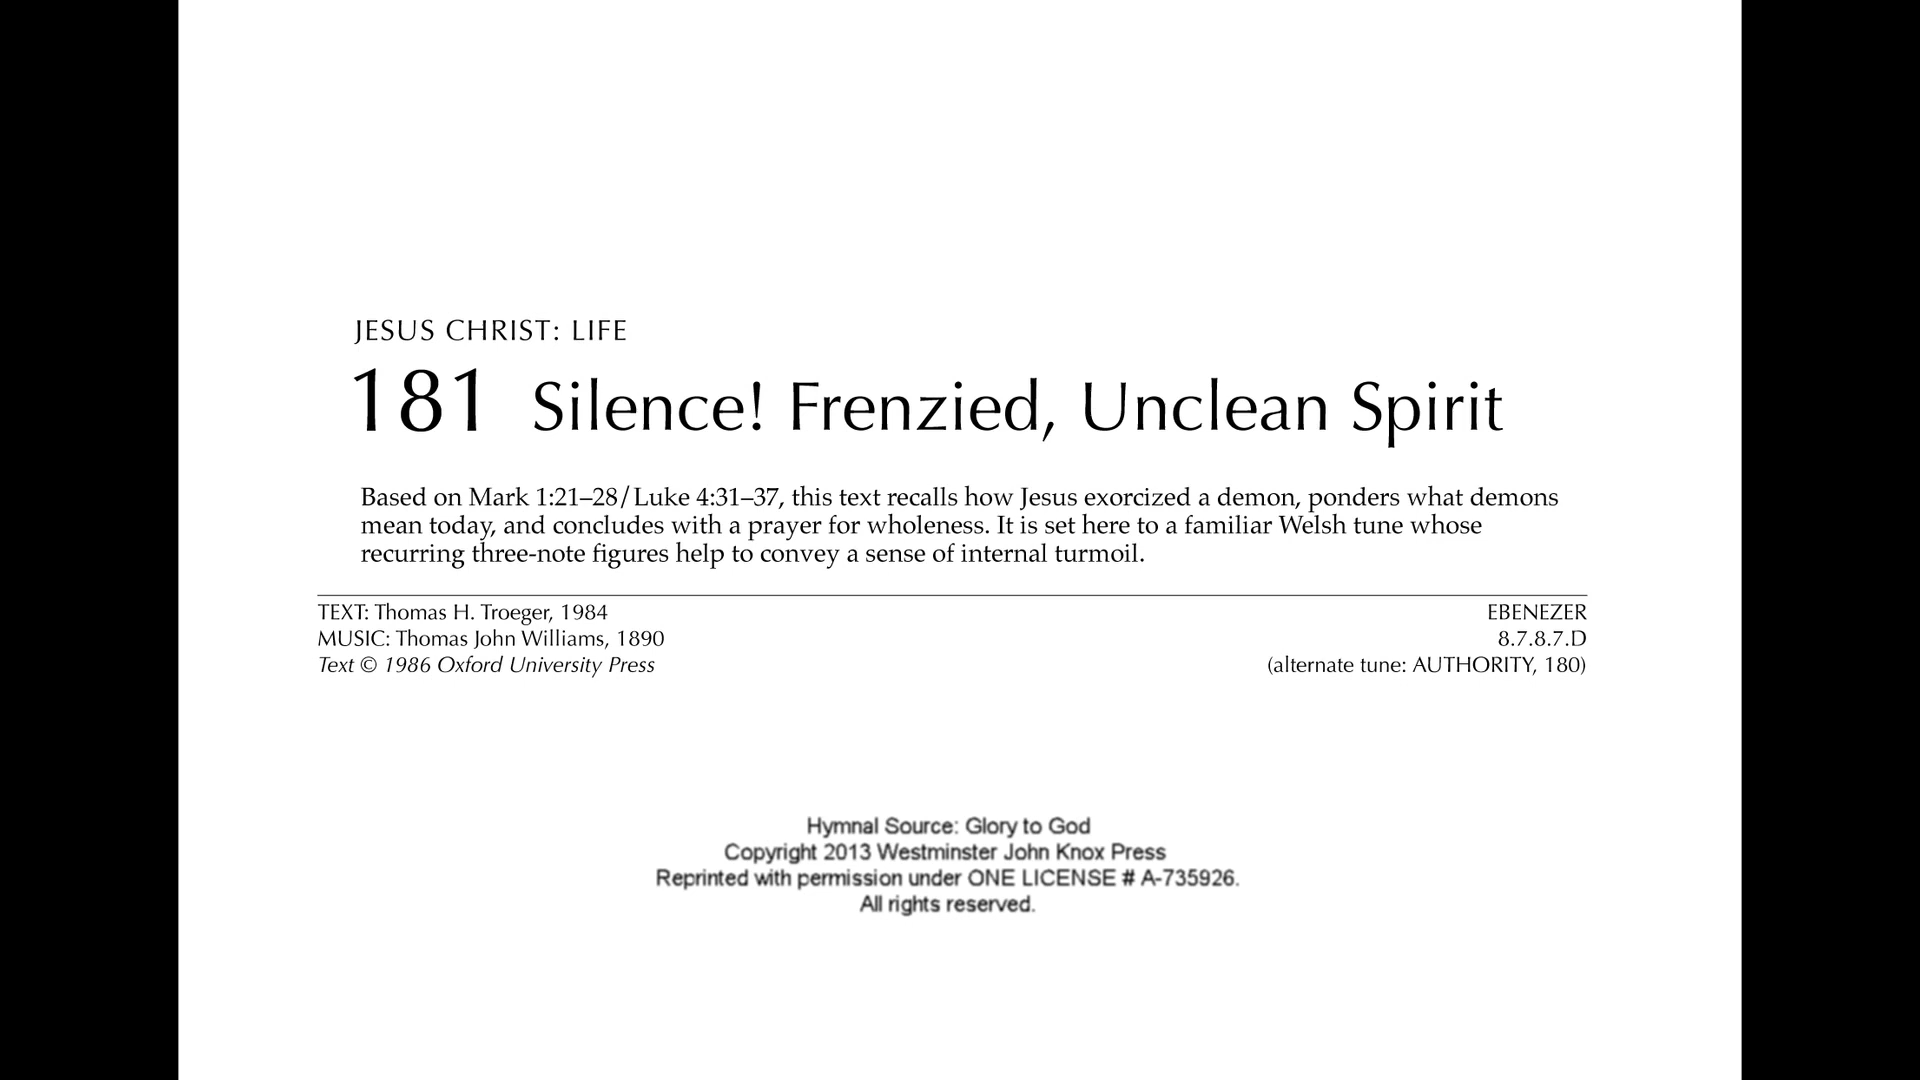 JESUS CHRIST: LIFE
181 Silence! Frenzied, Unclean Spirit
Based on Mark 1:21–28/Luke 4:31–37, this text recalls how Jesus exorcized a demon, ponders what demons
mean today, and concludes with a prayer for wholeness. It is set here to a familiar Welsh tune whose
recurring three-note figures help to convey a sense of internal turmoil.
TEXT: Thomas H. Troeger, 1984
MUSIC: Thomas John Williams, 1890
Text © 1986 Oxford University Press
EBENEZER
8.7.8.7.D
(alternate tune: AUTHORITY, 180)
Hymnal Source: Glory to God
Copyright 2013 Westminster John Knox Press
Reprinted with permission under ONE LICENSE # A-735926.
All rights reserved.